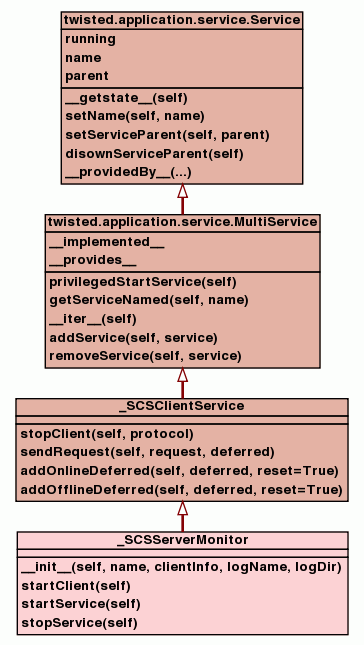 twisted.application.service.Service
running
name
parent
__getstate__(self)
setName(self, name)
setServiceParent(self, parent)
disownServiceParent(self)
__providedBy__(...)
twisted.application.service.MultiService
__implemented__
__provides__
privilegedStartService(self)
getServiceNamed(self, name)
__iter__(self)
addService(self, service)
removeService(self, service)
_SCSClientService
stopClient(self, protocol)
sendRequest(self, request, deferred)
addOnlineDeferred(self, deferred, reset=True)
addOfflineDeferred(self, deferred, reset=True)
_SCSServerMonitor
__init__(self, name, clientInfo, logName, logDir)
startClient(self)
startService(self)
stopService(self)